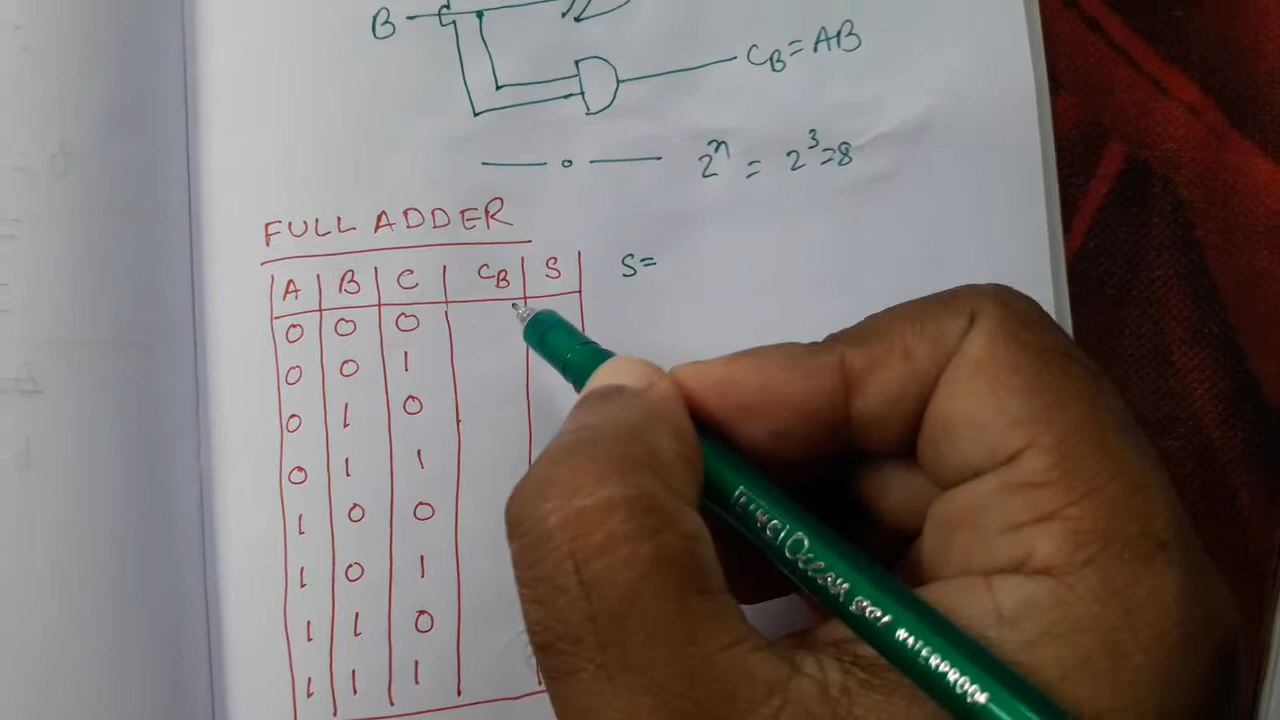 B
C_B = AB
2^n = 2^3 = 8
FULL ADDER
A B C C_B S
S=
0 0 0
0 0 1
0 1 0
0 1 1
1 0 0
1 0 1
1 1 0
1 1 1
Ocean gel WATERPROOF